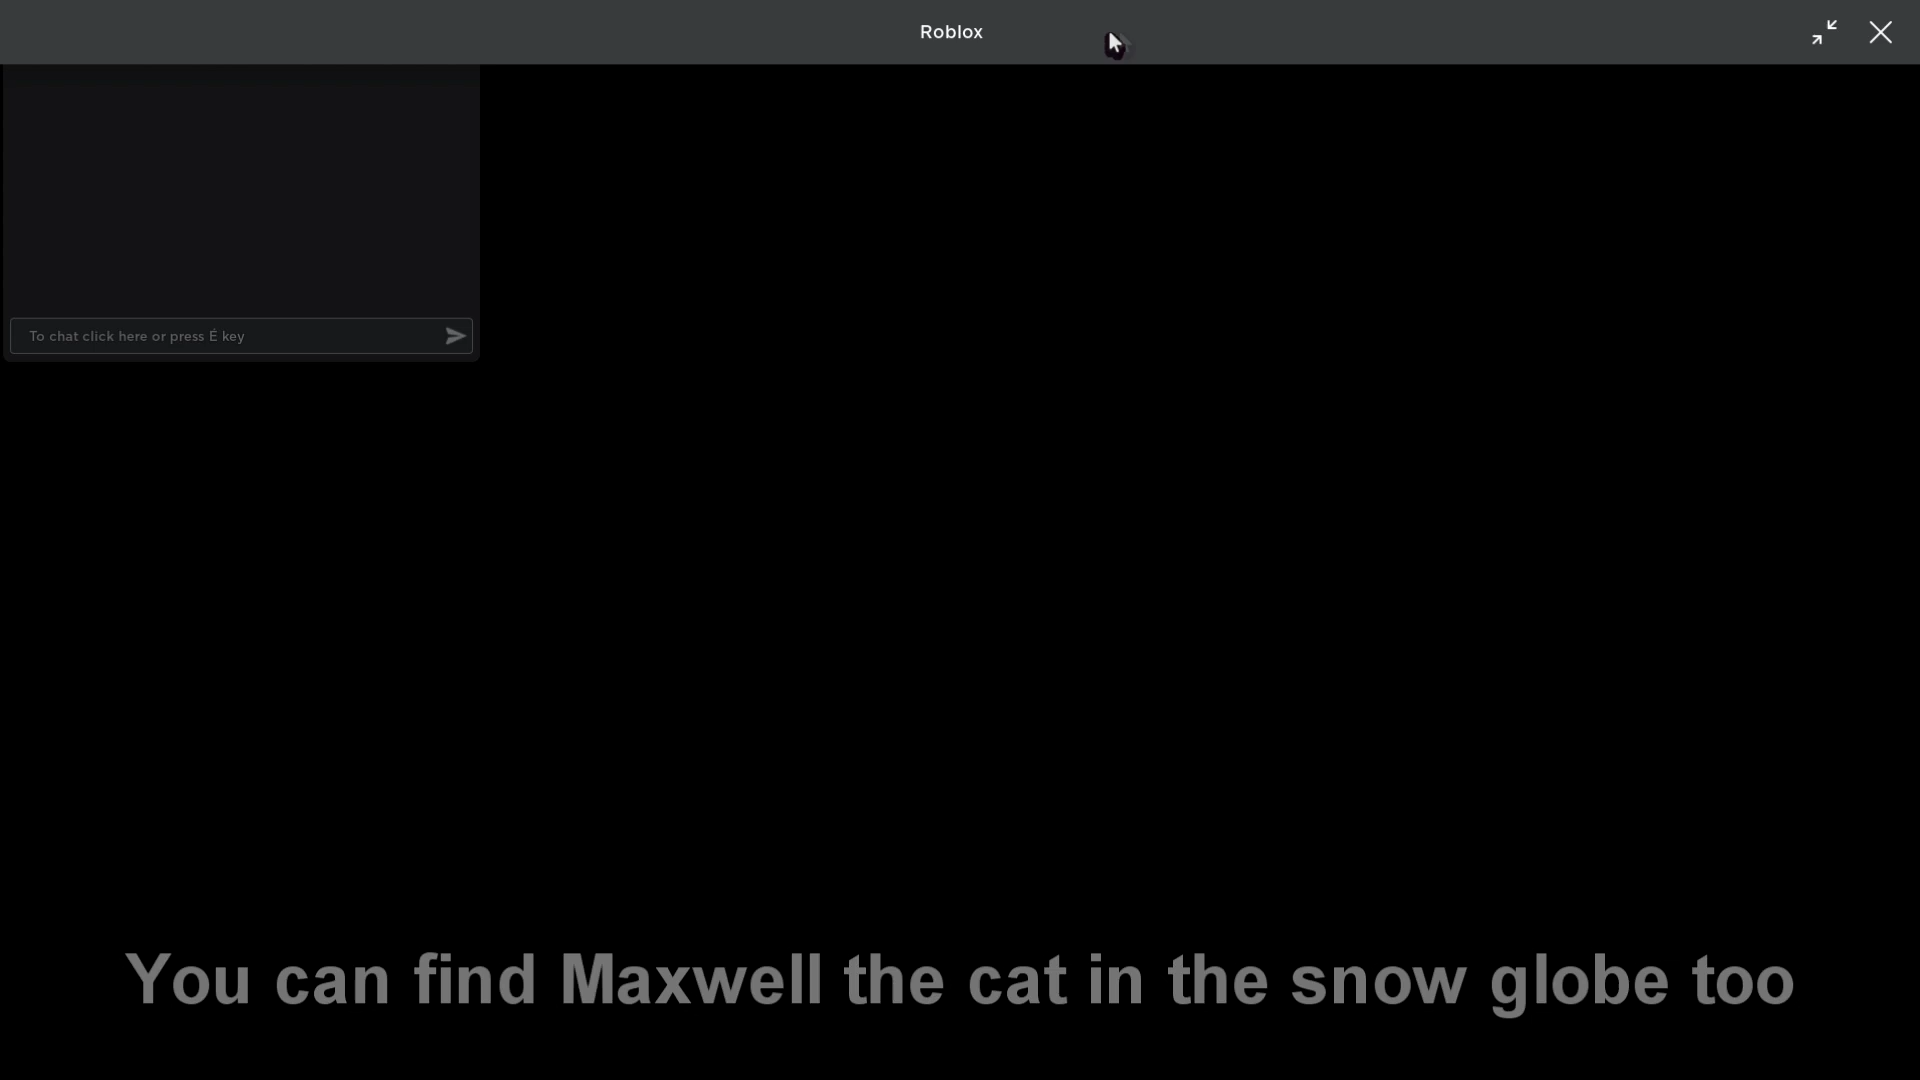 Roblox
To chat click here or press É key
You can find Maxwell the cat in the snow globe too